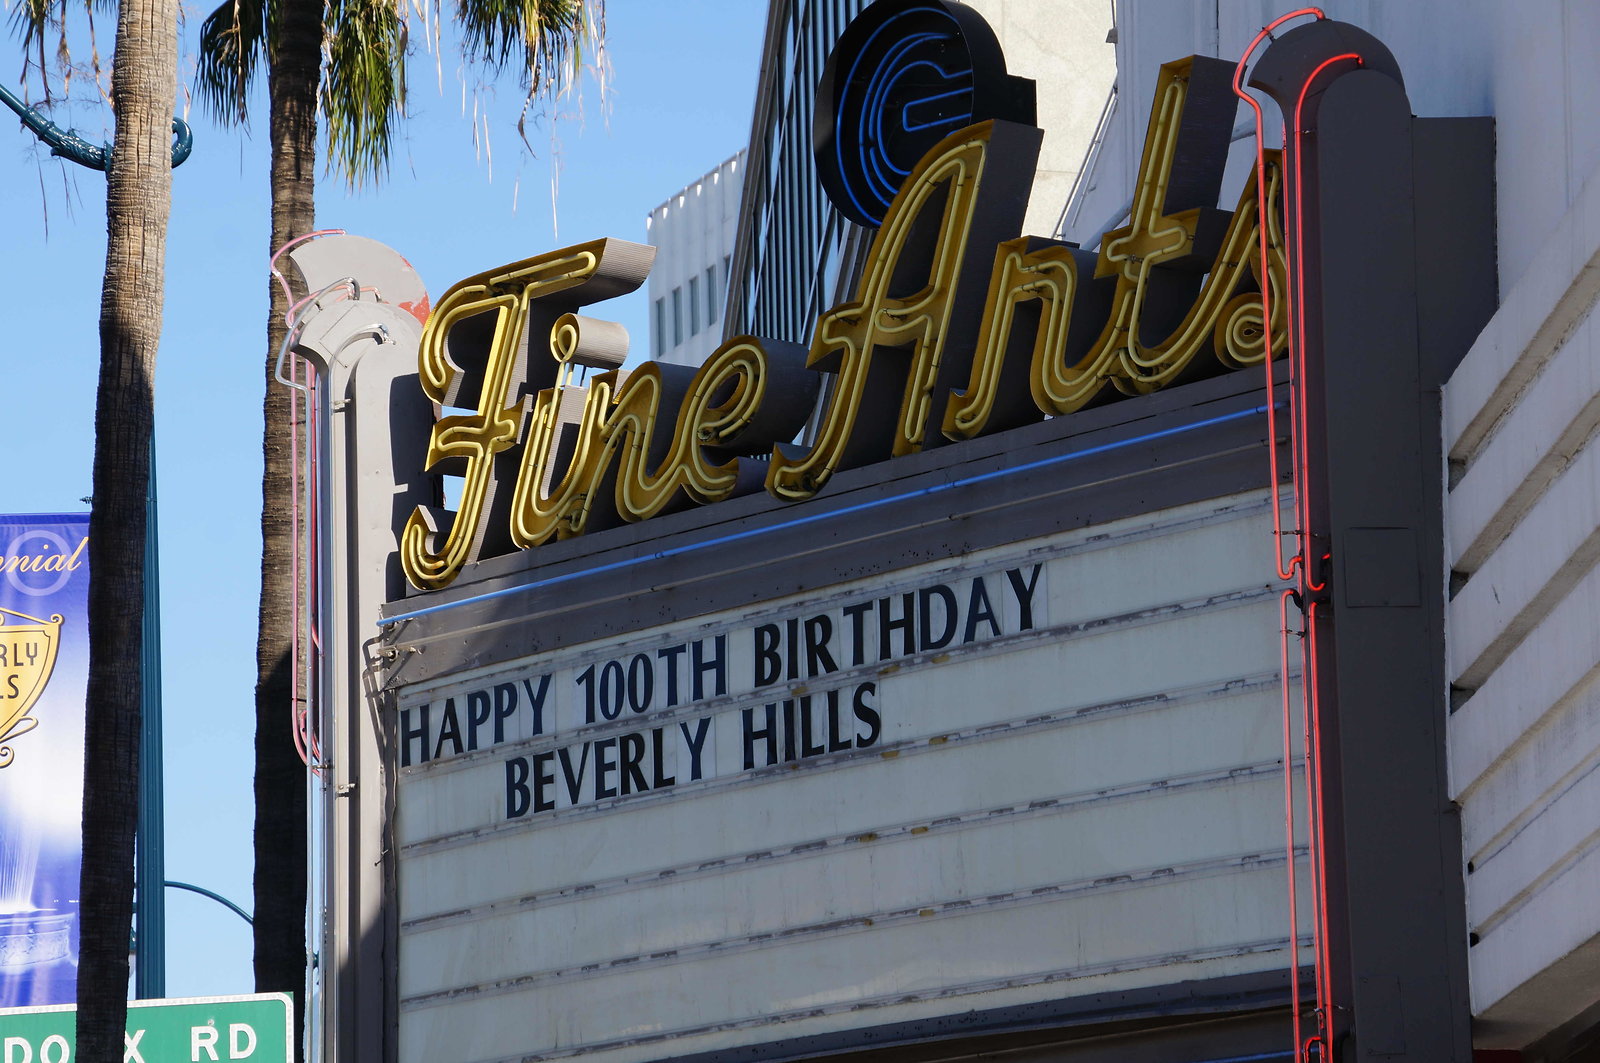 Fine Arts
HAPPY 100TH BIRTHDAY
BEVERLY HILLS
RD